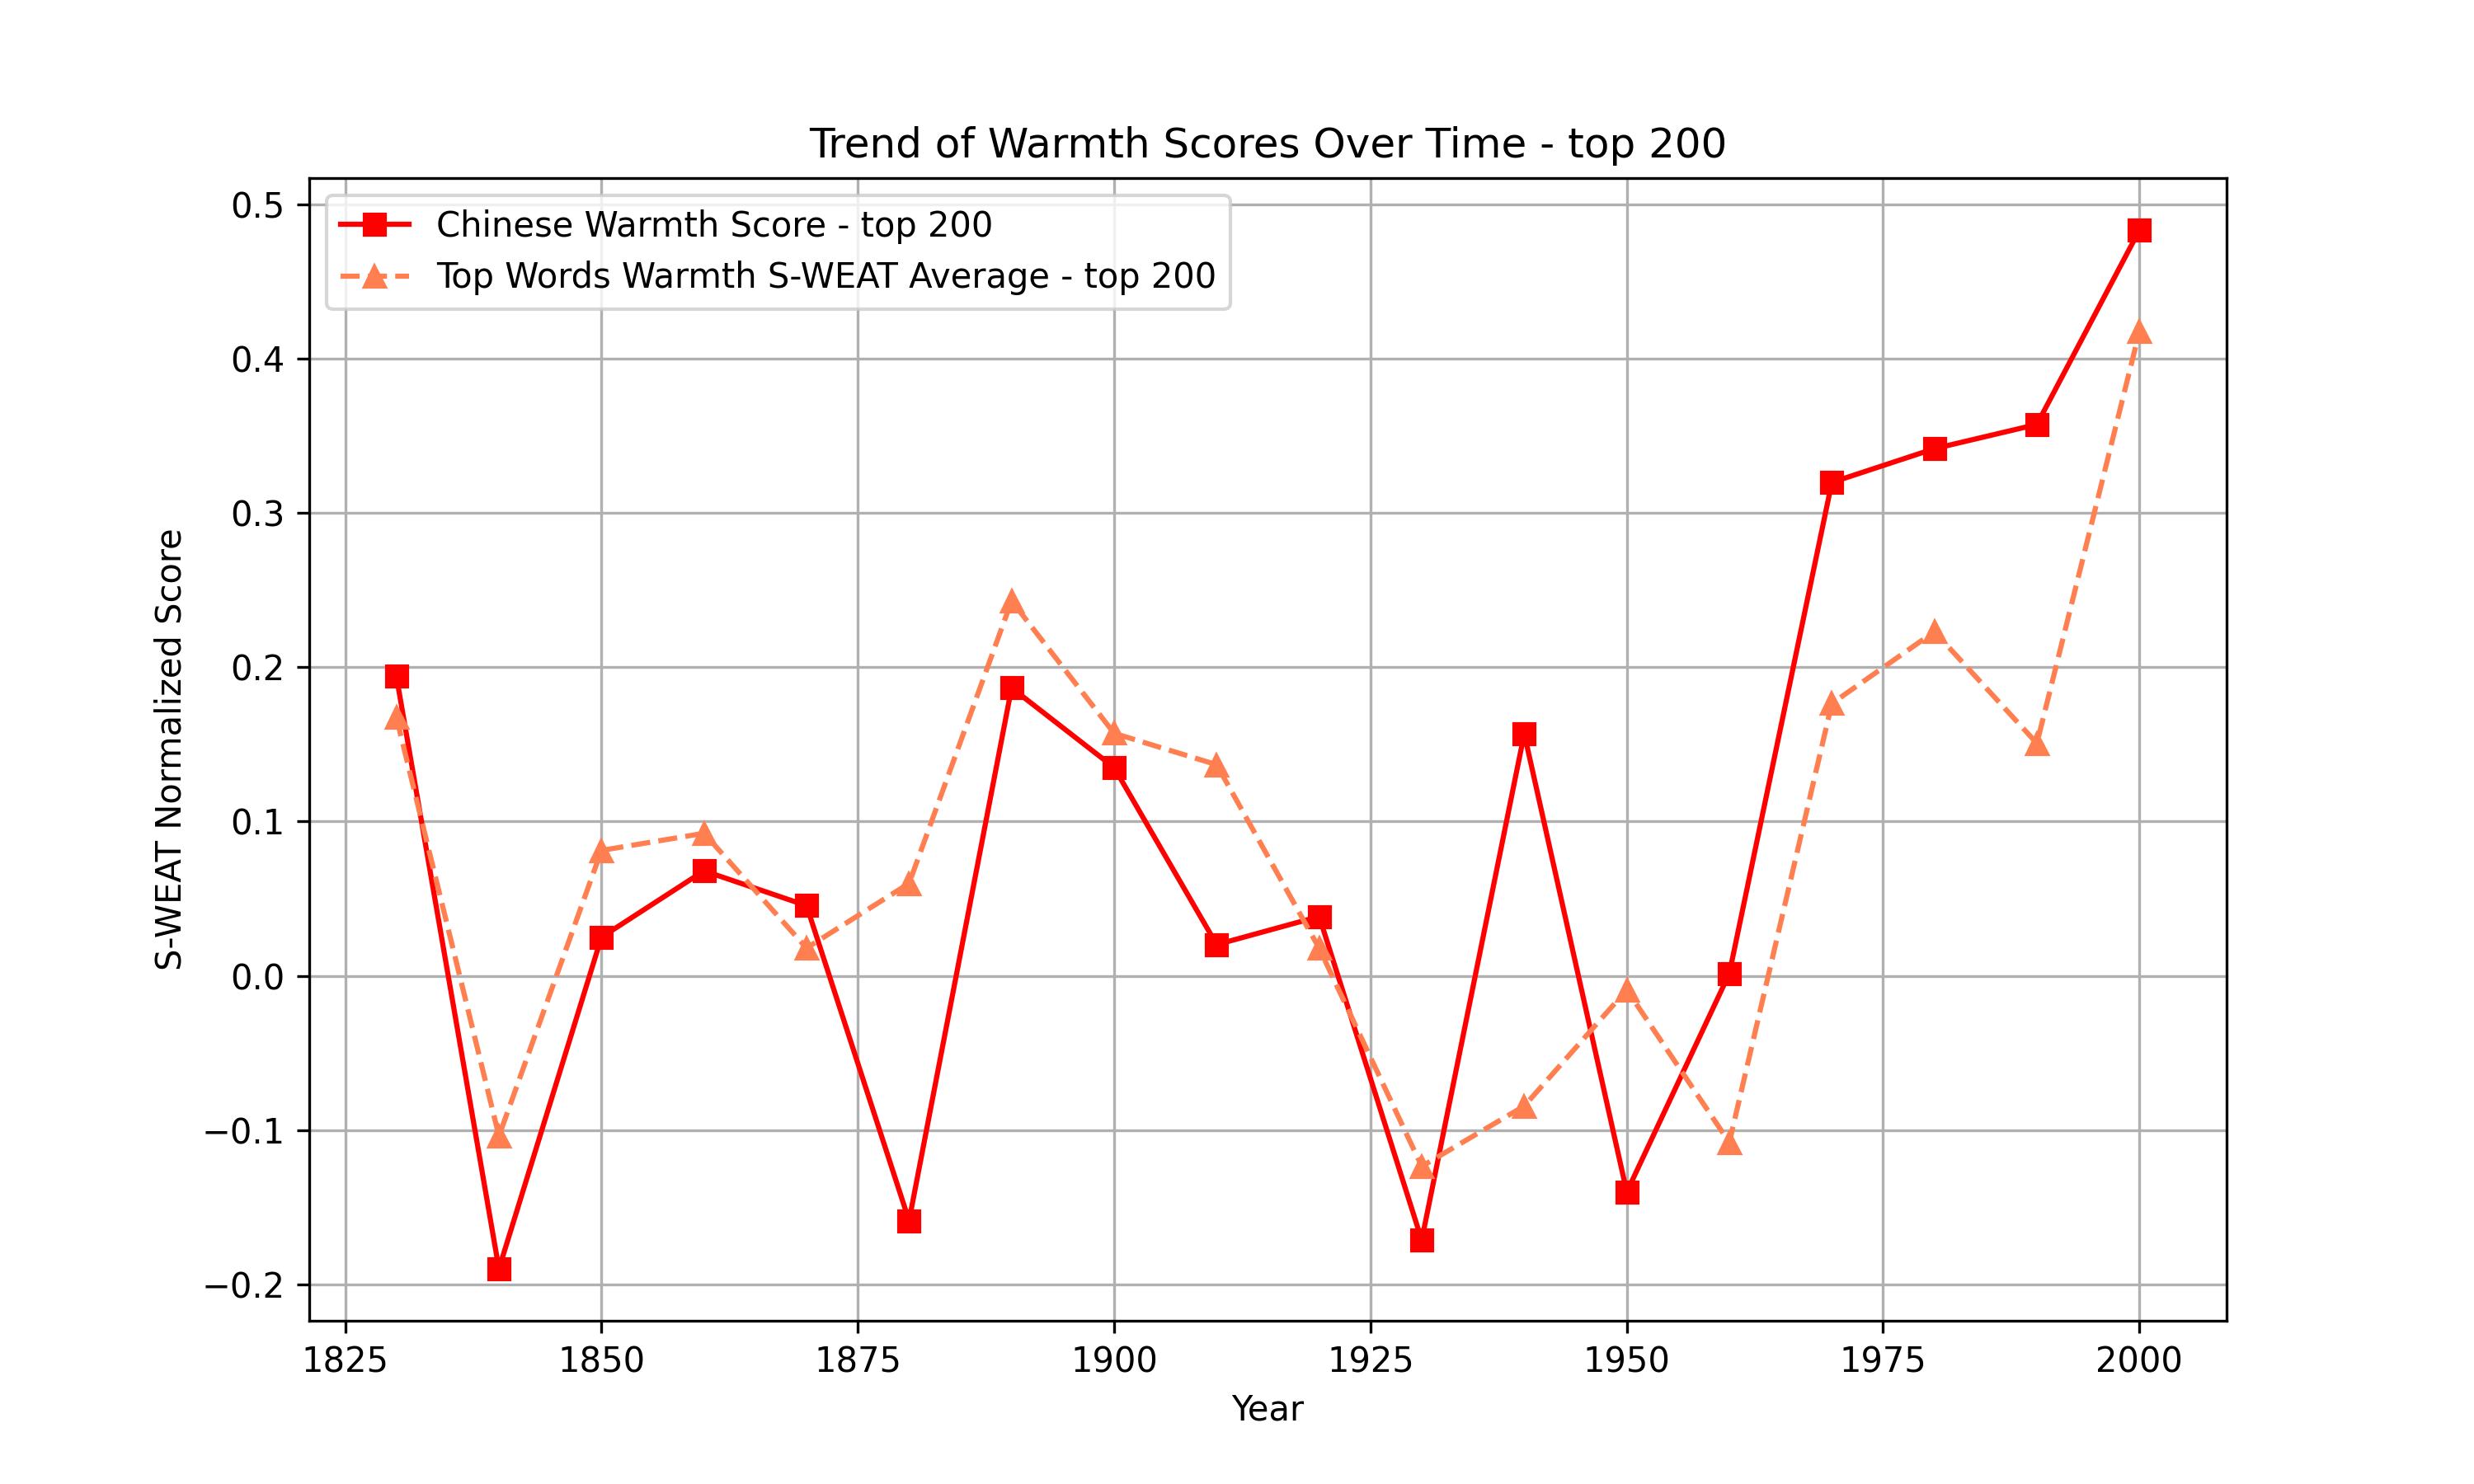 Trend of Warmth Scores Over Time - top 200
Chinese Warmth Score - top 200
Top Words Warmth S-WEAT Average - top 200
S-WEAT Normalized Score
0.5
0.4
0.3
0.2
0.1
0.0
−0.1
−0.2
1825 1850 1875 1900 1925 1950 1975 2000
Year